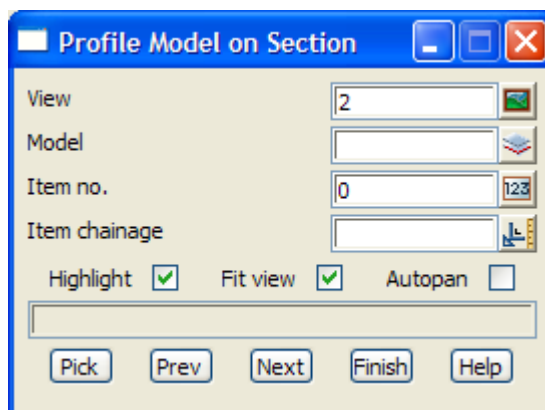 Profile Model on Section
View 2
Model
Item no. 0 123
Item chainage
Highlight Fit view Autopan
Pick Prev Next Finish Help